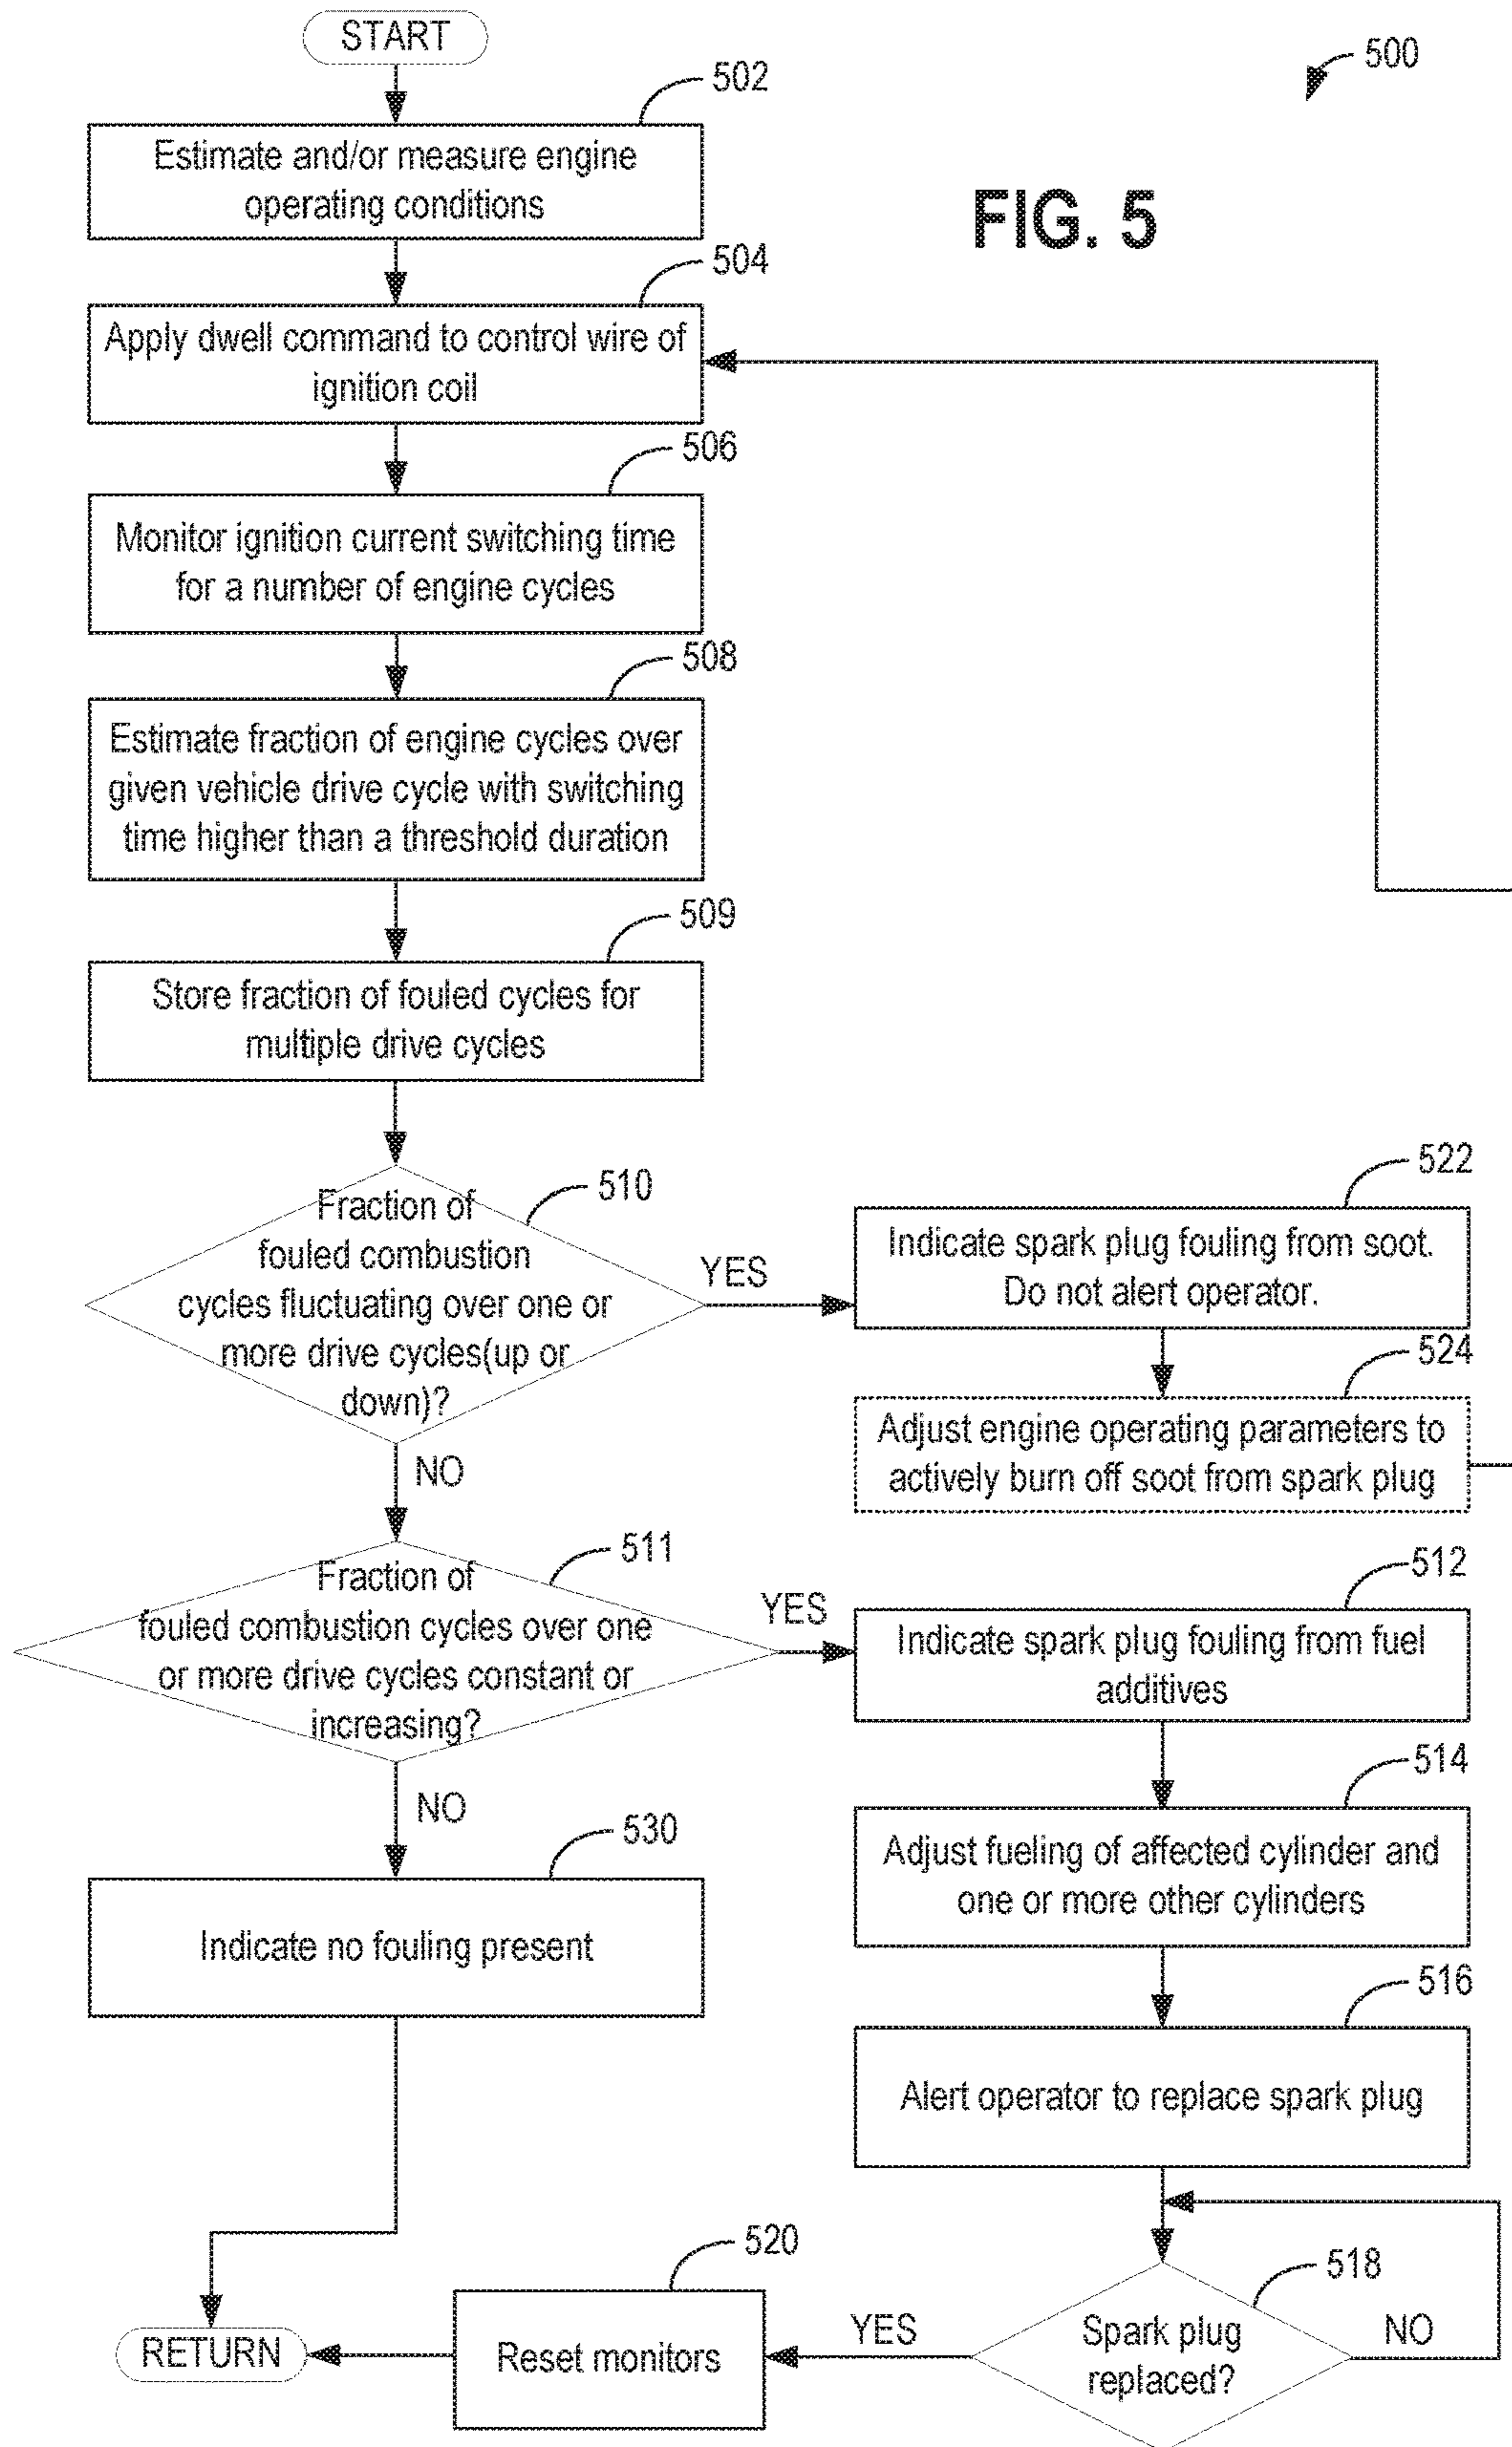 START
500
502
Estimate and/or measure engine
operating conditions
FIG. 5
504
Apply dwell command to control wire of
ignition coil
506
Monitor ignition current switching time
for a number of engine cycles
508
Estimate fraction of engine cycles over
given vehicle drive cycle with switching
time higher than a threshold duration
509
Store fraction of fouled cycles for
multiple drive cycles
510
Fraction of
fouled combustion
cycles fluctuating over one or
more drive cycles(up or
down)?
YES
522
Indicate spark plug fouling from soot.
Do not alert operator.
524
Adjust engine operating parameters to
actively burn off soot from spark plug
NO
511
Fraction of
fouled combustion cycles over one
or more drive cycles constant or
increasing?
YES
512
Indicate spark plug fouling from fuel
additives
514
Adjust fueling of affected cylinder and
one or more other cylinders
NO
530
Indicate no fouling present
516
Alert operator to replace spark plug
518
Spark plug
replaced?
NO
YES
520
Reset monitors
RETURN